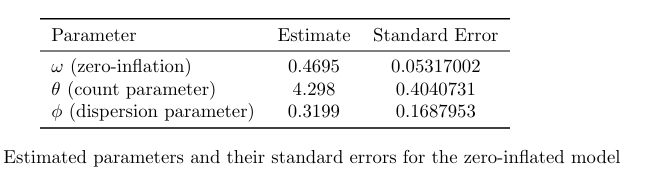 Parameter Estimate Standard Error
ω (zero-inflation) 0.4695 0.05317002
θ (count parameter) 4.298 0.4040731
ϕ (dispersion parameter) 0.3199 0.1687953
Estimated parameters and their standard errors for the zero-inflated model